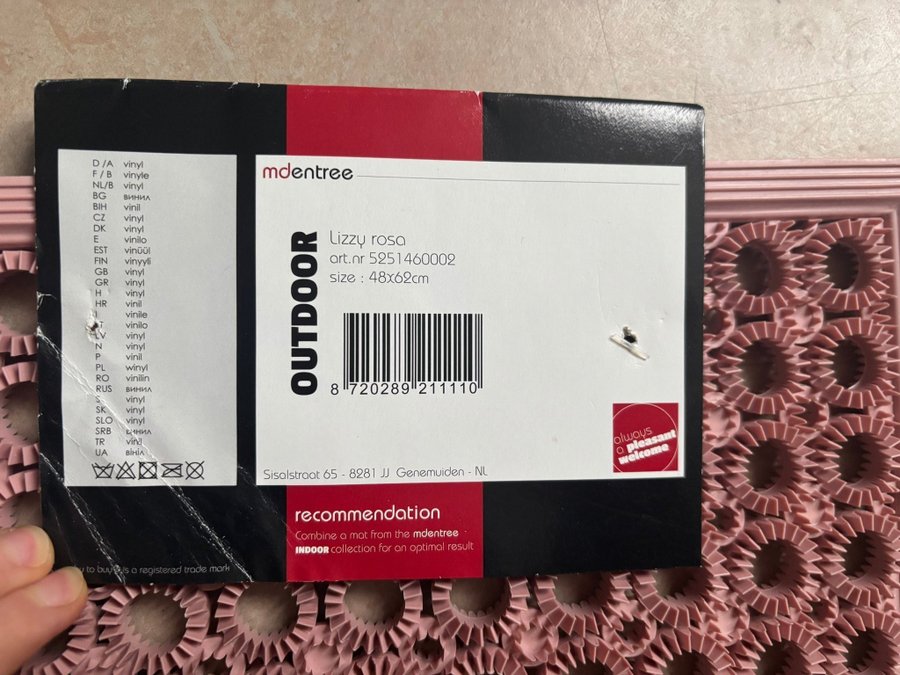 D /A vinyl
F / B vinyle
NL/B vinyl
BG винил
BIH vinil
CZ vinyl
DK vinyl
E vinilo
EST vinüül
FIN vinyyli
GB vinyl
GR vinyl
H vinyl
HR vinil
I vinile
vinilo
LV vinyl
N vinyl
P vinil
PL winyl
RO vinilin
RUS винил
S vinyl
SK vinyl
SLO vinyl
SRB винил
TR vinil
UA вініл
to buy is a registered trade mark
mdentree
OUTDOOR
Lizzy rosa
art.nr 5251460002
size : 48x62cm
8 720289 211110
always
a pleasant
welcome
Sisalstraat 65 - 8281 JJ Genemuiden - NL
recommendation
Combine a mat from the mdentree
INDOOR collection for an optimal result